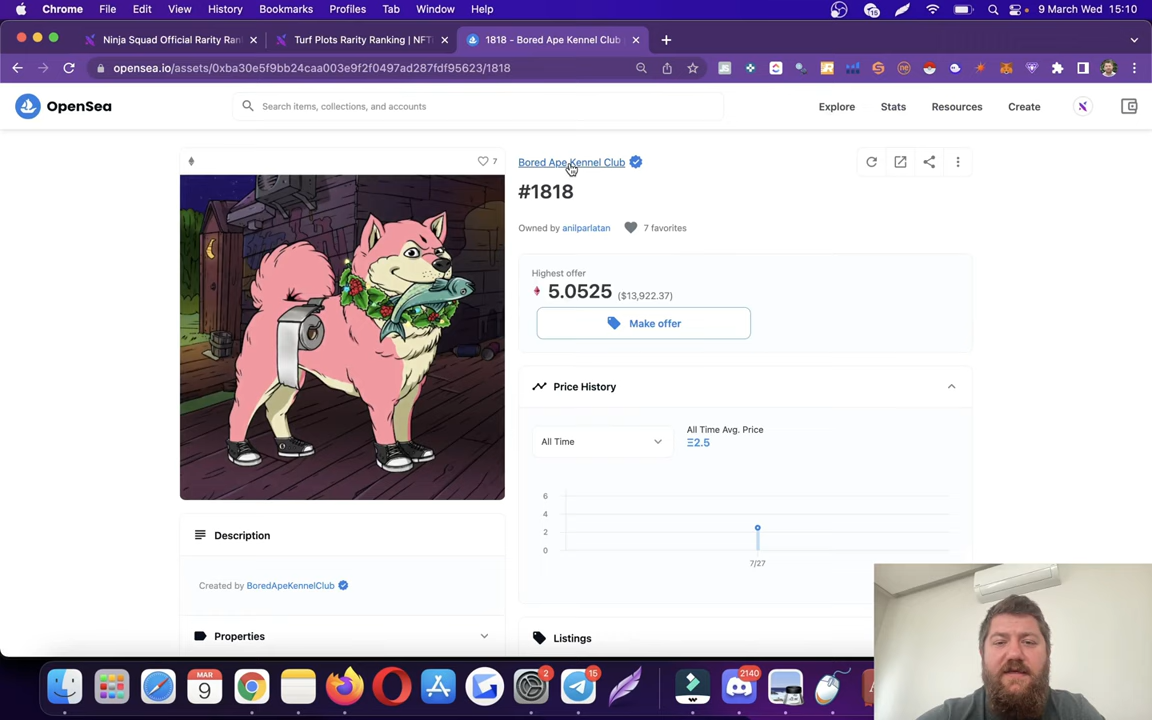 Chrome File Edit View History Bookmarks Profiles Tab Window Help 15 9 March Wed 15:10
Ninja Squad Official Rarity Ran
Turf Plots Rarity Ranking | NFT
1818 - Bored Ape Kennel Club
opensea.io/assets/0xba30e5f9bb24caa003e9f2f0497ad287fdf95623/1818
OpenSea
Search items, collections, and accounts
Explore Stats Resources Create
7
Bored Ape Kennel Club
#1818
Owned by anilparlatan 7 favorites
Highest offer
5.0525 ($13,922.37)
Make offer
Price History
All Time
All Time Avg. Price
Ξ2.5
6
4
2
0
7/27
Description
Created by BoredApeKennelClub
Properties
Listings
MAR
9
2
15
2140